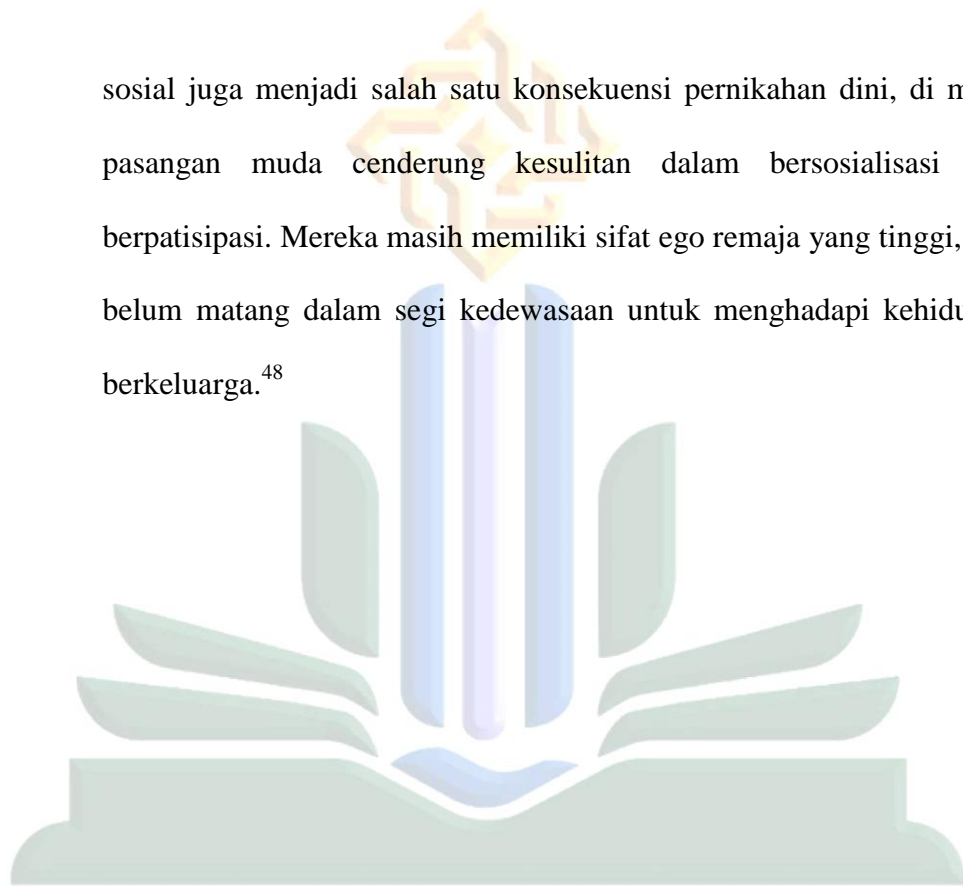 sosial juga menjadi salah satu konsekuensi pernikahan dini, di
pasangan muda cenderung kesulitan dalam bersosialisasi
berpatisipasi. Mereka masih memiliki sifat ego remaja yang tinggi,
belum matang dalam segi kedewasaan untuk menghadapi
berkeluarga.48